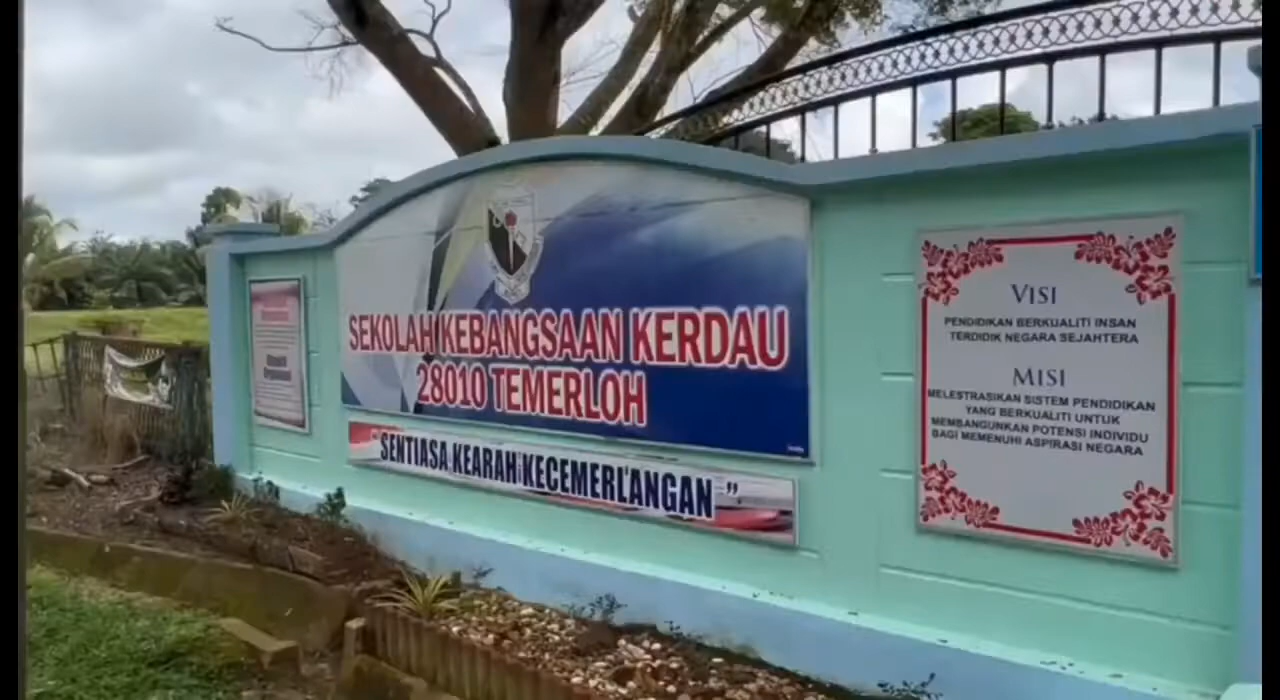 SEKOLAH KEBANGSAAN KERDAU
28010 TEMERLOH
"SENTIASA KEARAH KECEMERLANGAN"
VISI
PENDIDIKAN BERKUALITI INSAN
TERDIDIK NEGARA SEJAHTERA
MISI
MELESTRASIKAN SISTEM PENDIDIKAN
YANG BERKUALITI UNTUK
MEMBANGUNKAN POTENSI INDIVIDU
BAGI MEMENUHI ASPIRASI NEGARA